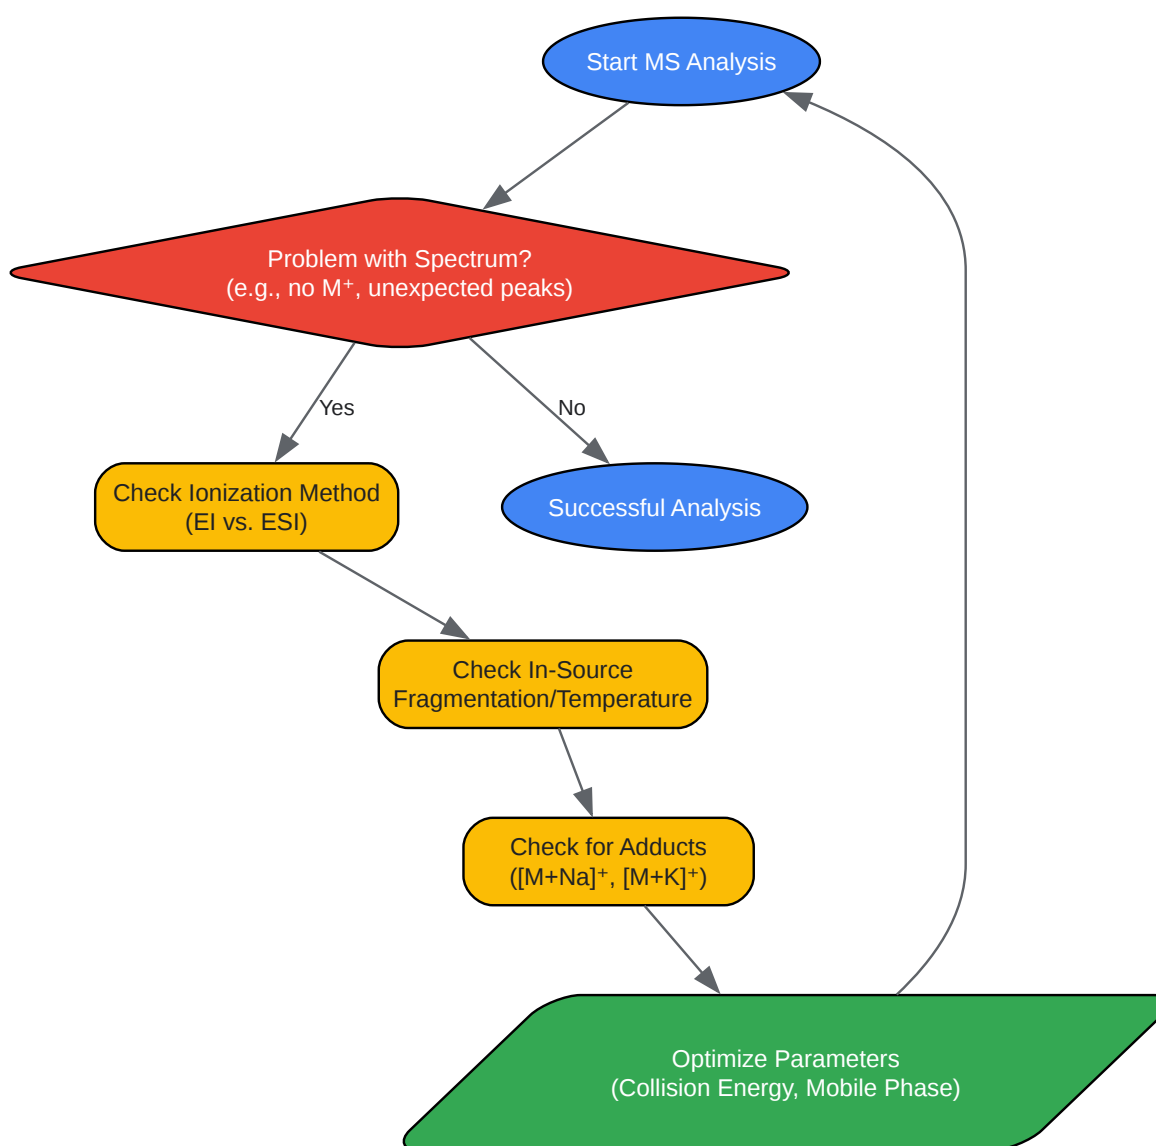 Start MS Analysis
Problem with Spectrum?
(e.g., no M⁺, unexpected peaks)
Yes
No
Check Ionization Method
(EI vs. ESI)
Successful Analysis
Check In-Source
Fragmentation/Temperature
Check for Adducts
([M+Na]⁺, [M+K]⁺)
Optimize Parameters
(Collision Energy, Mobile Phase)